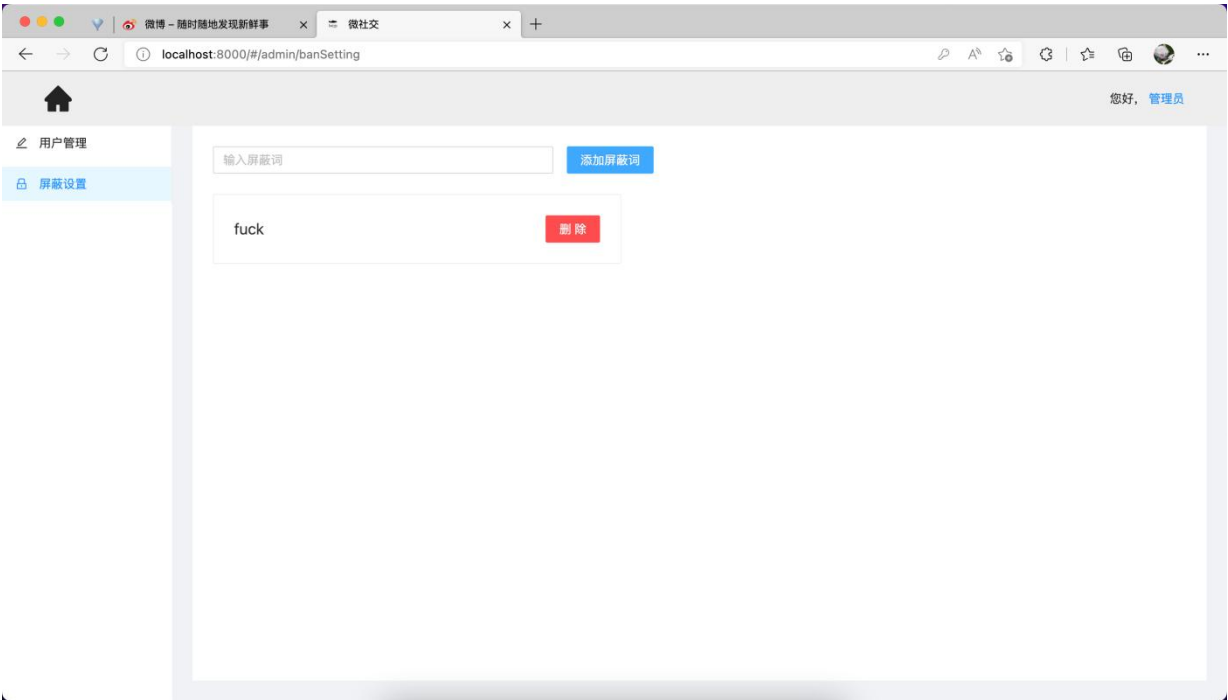 微博 – 随时随地发现新鲜事
微社交
localhost:8000/#/admin/banSetting
您好， 管理员
用户管理
屏蔽设置
输入屏蔽词
添加屏蔽词
fuck
删 除